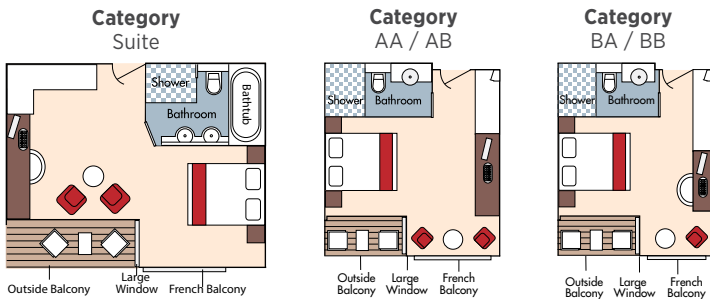 Category
Suite
Shower
Bathroom
Bathtub
Outside Balcony
Large
Window
French Balcony
Category
AA / AB
Shower
Bathroom
Outside
Balcony
Large
Window
French
Balcony
Category
BA / BB
Shower
Bathroom
Outside
Balcony
Large
Window
French
Balcony